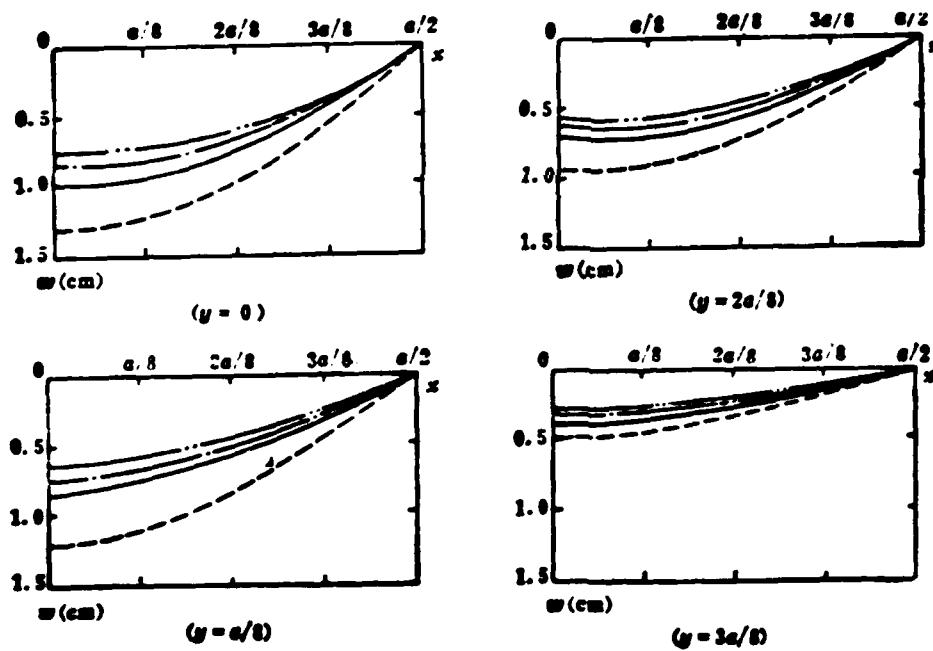 0 a/8 2a/8 3a/8 a/2
x
0.5
1.0
1.5
w(cm)
(y = 0)
0 a/8 2a/8 3a/8 a/2
0.5
1.0
1.5
w(cm)
(y = 2a/8)
0 a/8 2a/8 3a/8 a/2
x
0.5
1.0
1.5
w(cm)
(y = a/8)
0 a/8 2a/8 3a/8 a/2
x
0.5
1.0
1.5
w(cm)
(y = 3a/8)